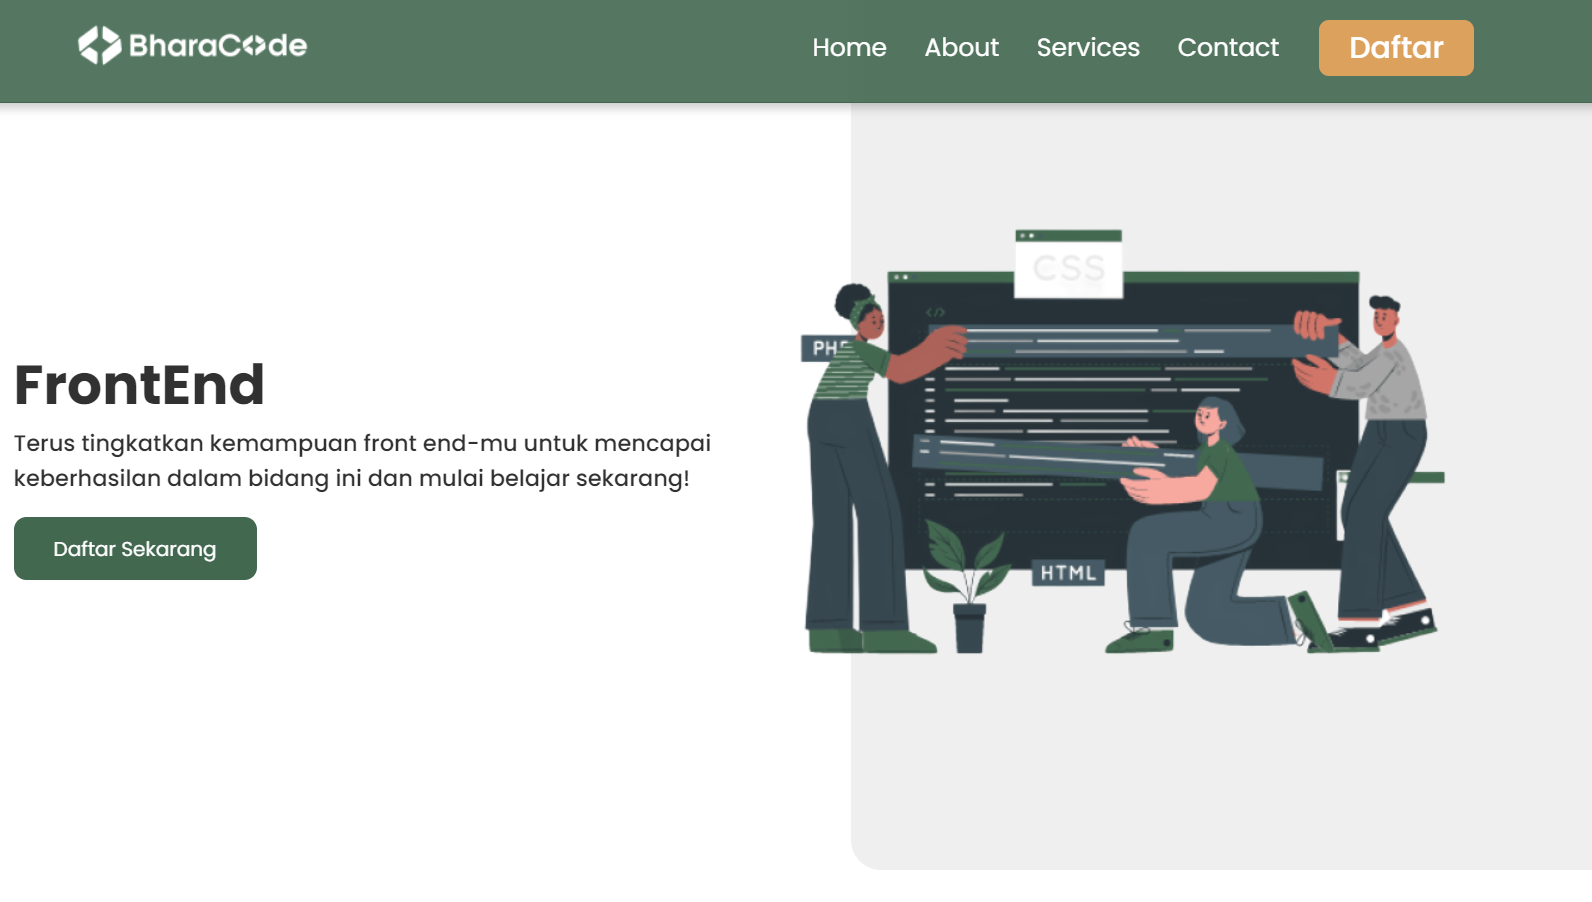 BharaCode
Home About Services Contact Daftar
CSS
</>
PHP
FrontEnd
Terus tingkatkan kemampuan front end-mu untuk mencapai
keberhasilan dalam bidang ini dan mulai belajar sekarang!
Daftar Sekarang
HTML